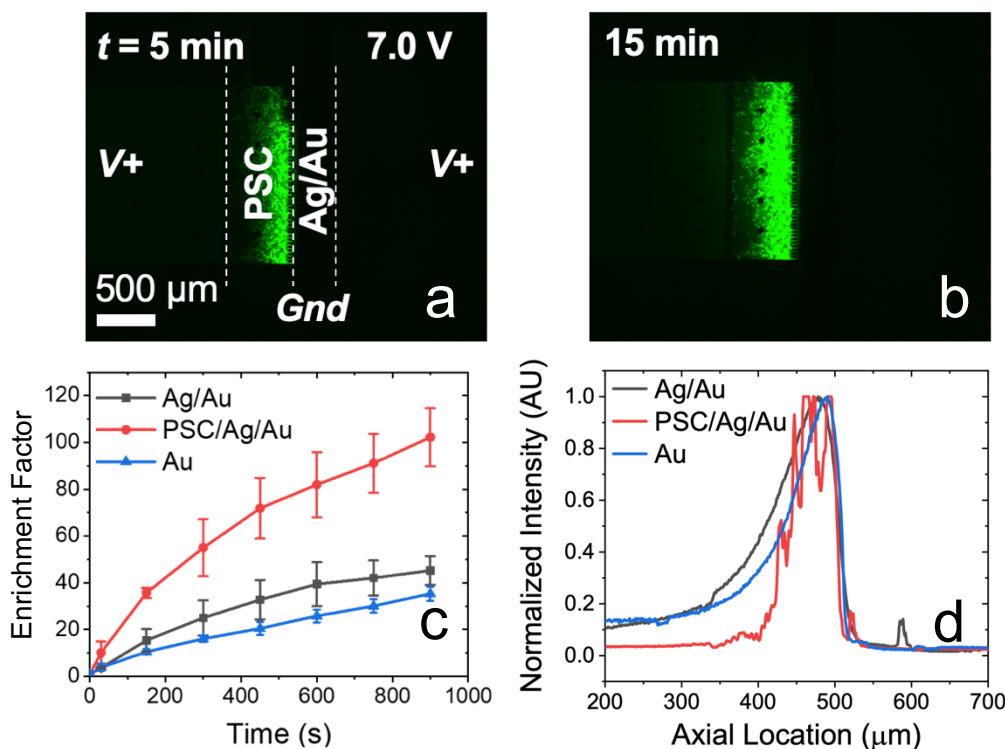 t = 5 min 7.0 V
V+ PSC Ag/Au V+
500 μm
Gnd
a
15 min
b
Enrichment Factor
120
100
80
60
40
20
0
Ag/Au
PSC/Ag/Au
Au
c
0 200 400 600 800 1000
Time (s)
Normalized Intensity (AU)
1.0
0.8
0.6
0.4
0.2
0.0
Ag/Au
PSC/Ag/Au
Au
d
200 300 400 500 600 700
Axial Location (μm)